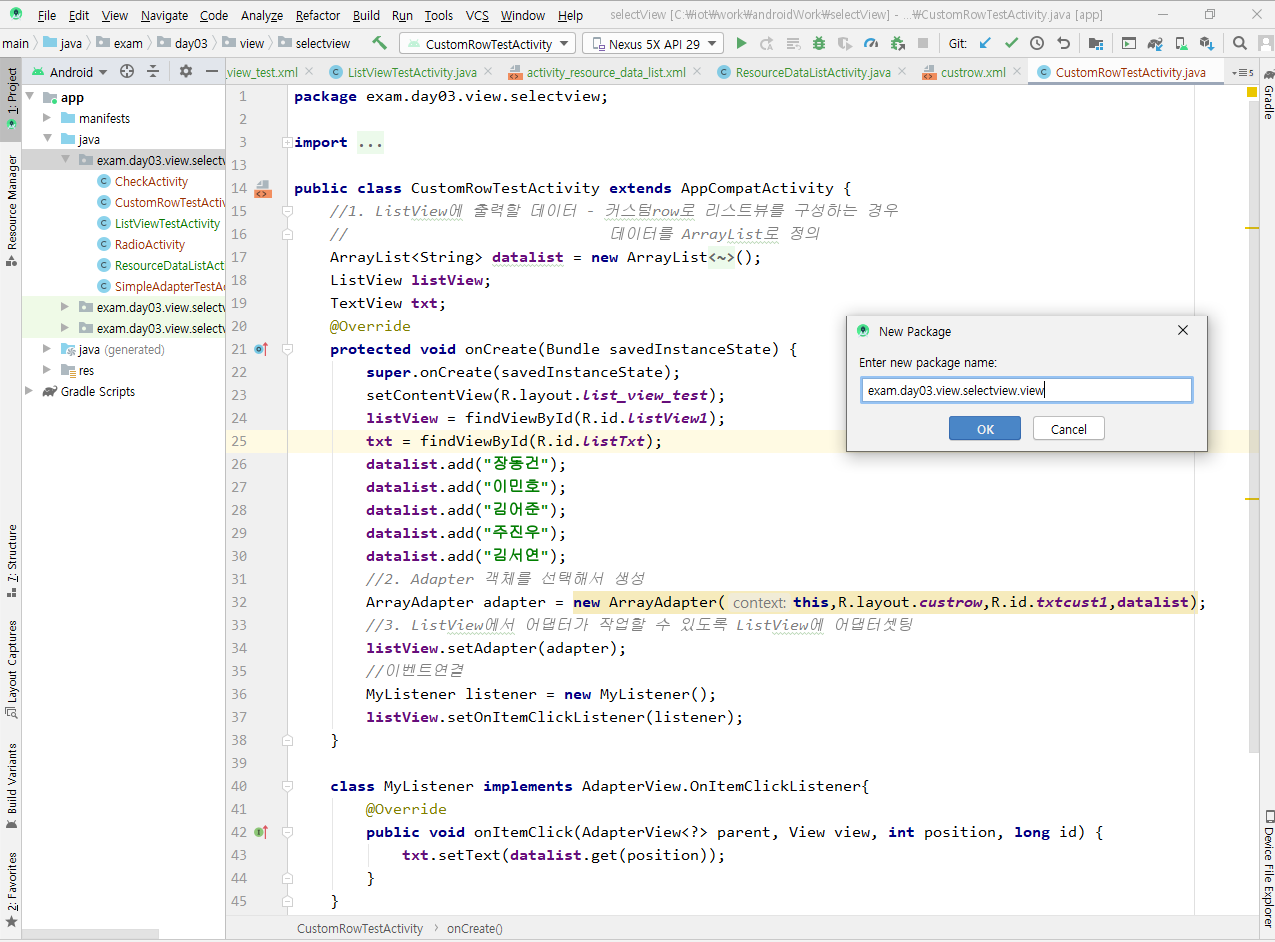 File Edit View Navigate Code Analyze Refactor Build Run Tools VCS Window Help selectView [C:₩iot₩work₩androidWork₩selectView] - ...₩CustomRowTestActivity.java [app]
main java exam day03 view selectview CustomRowTestActivity Nexus 5X API 29 Git:
Android _view_test.xml ListViewTestActivity.java activity_resource_data_list.xml ResourceDataListActivity.java custrow.xml CustomRowTestActivity.java 5
1: Project
Resource Manager
7: Structure
Layout Captures
Build Variants
2: Favorites
app
manifests
java
exam.day03.view.selectv
CheckActivity
CustomRowTestActiv
ListViewTestActivity
RadioActivity
ResourceDataListAct
SimpleAdapterTestAc
exam.day03.view.selectv
exam.day03.view.selectv
java (generated)
res
Gradle Scripts
1 package exam.day03.view.selectview;
2
3 import ...
13
14 public class CustomRowTestActivity extends AppCompatActivity {
15 //1. ListView에 출력할 데이터 - 커스텀row로 리스트뷰를 구성하는 경우
16 // 데이터를 ArrayList로 정의
17 ArrayList<String> datalist = new ArrayList<~>();
18 ListView listView;
19 TextView txt;
20 @Override
21 protected void onCreate(Bundle savedInstanceState) {
22 super.onCreate(savedInstanceState);
23 setContentView(R.layout.list_view_test);
24 listView = findViewById(R.id.listView1);
25 txt = findViewById(R.id.listTxt);
26 datalist.add("장동건");
27 datalist.add("이민호");
28 datalist.add("김어준");
29 datalist.add("주진우");
30 datalist.add("김서연");
31 //2. Adapter 객체를 선택해서 생성
32 ArrayAdapter adapter = new ArrayAdapter( context: this,R.layout.custrow,R.id.txtcust1,datalist);
33 //3. ListView에서 어댑터가 작업할 수 있도록 ListView에 어댑터셋팅
34 listView.setAdapter(adapter);
35 //이벤트연결
36 MyListener listener = new MyListener();
37 listView.setOnItemClickListener(listener);
38 }
39
40 class MyListener implements AdapterView.OnItemClickListener{
41 @Override
42 public void onItemClick(AdapterView<?> parent, View view, int position, long id) {
43 txt.setText(datalist.get(position));
44 }
45 }
CustomRowTestActivity onCreate()
New Package
Enter new package name:
exam.day03.view.selectview.view
OK Cancel
Gradle
Device File Explorer